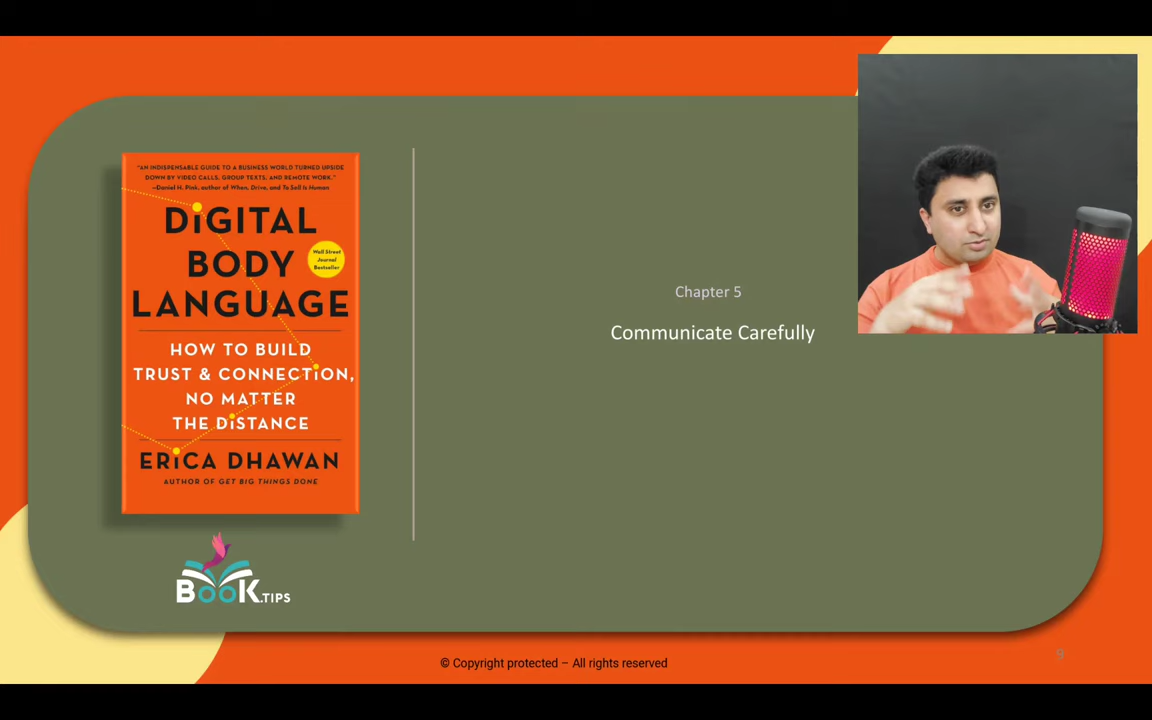 "AN INDISPENSABLE GUIDE TO A BUSINESS WORLD TURNED UPSIDE
DOWN BY VIDEO CALLS, GROUP TEXTS, AND REMOTE WORK."
—Daniel H. Pink, author of When, Drive, and To Sell Is Human
DiGITAL
BODY
LANGUAGE
Wall Street
Journal
Bestseller
HOW TO BUILD
TRUST & CONNECTiON,
NO MATTER
THE DiSTANCE
ERiCA DHAWAN
AUTHOR OF GET BIG THINGS DONE
BOOK.TIPS
Chapter 5
Communicate Carefully
© Copyright protected – All rights reserved
9